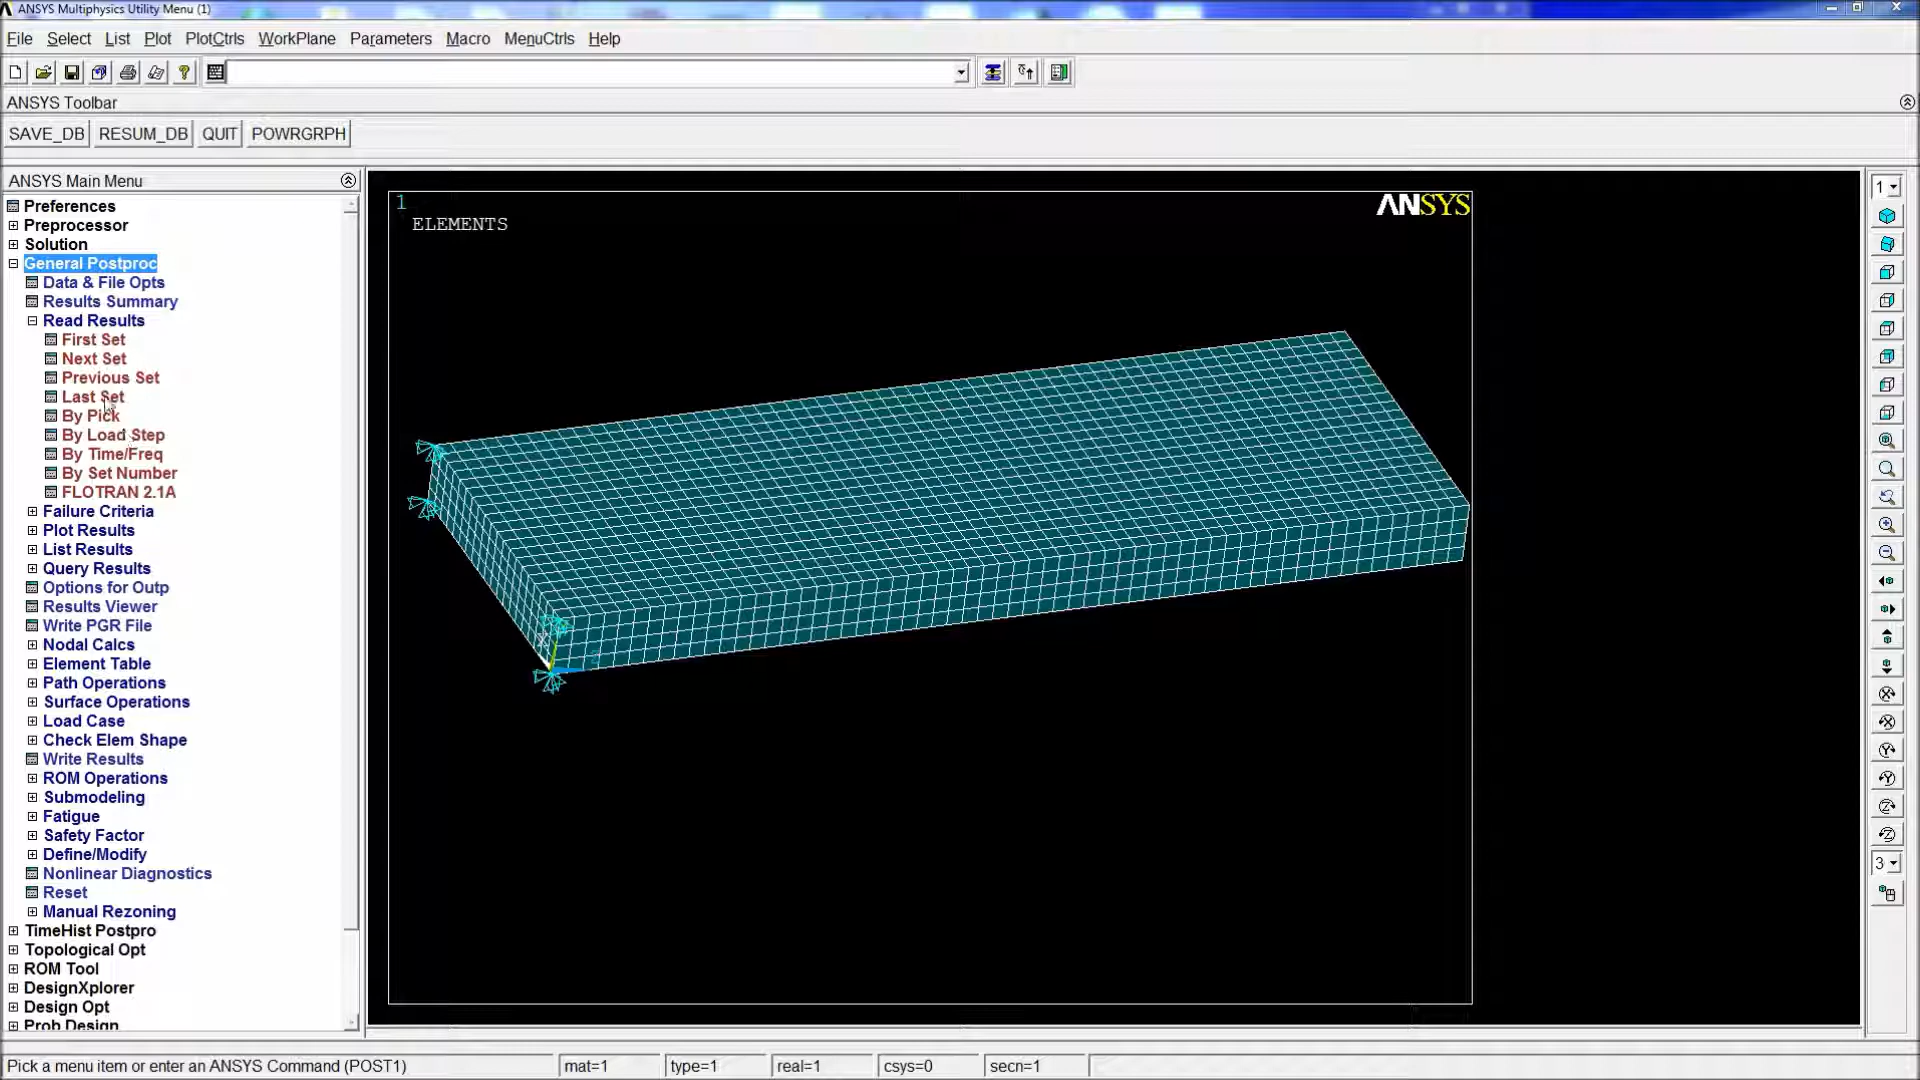 ANSYS Multiphysics Utility Menu (1)
File Select List Plot PlotCtrls WorkPlane Parameters Macro MenuCtrls Help
ANSYS Toolbar
SAVE_DB RESUM_DB QUIT POWRGRPH
ANSYS Main Menu
Preferences
Preprocessor
Solution
General Postproc
Data & File Opts
Results Summary
Read Results
First Set
Next Set
Previous Set
Last Set
By Pick
By Load Step
By Time/Freq
By Set Number
FLOTRAN 2.1A
Failure Criteria
Plot Results
List Results
Query Results
Options for Outp
Results Viewer
Write PGR File
Nodal Calcs
Element Table
Path Operations
Surface Operations
Load Case
Check Elem Shape
Write Results
ROM Operations
Submodeling
Fatigue
Safety Factor
Define/Modify
Nonlinear Diagnostics
Reset
Manual Rezoning
TimeHist Postpro
Topological Opt
ROM Tool
DesignXplorer
Design Opt
Prob Design
1
ELEMENTS
ANSYS
X
Z
1
3
Pick a menu item or enter an ANSYS Command (POST1) mat=1 type=1 real=1 csys=0 secn=1